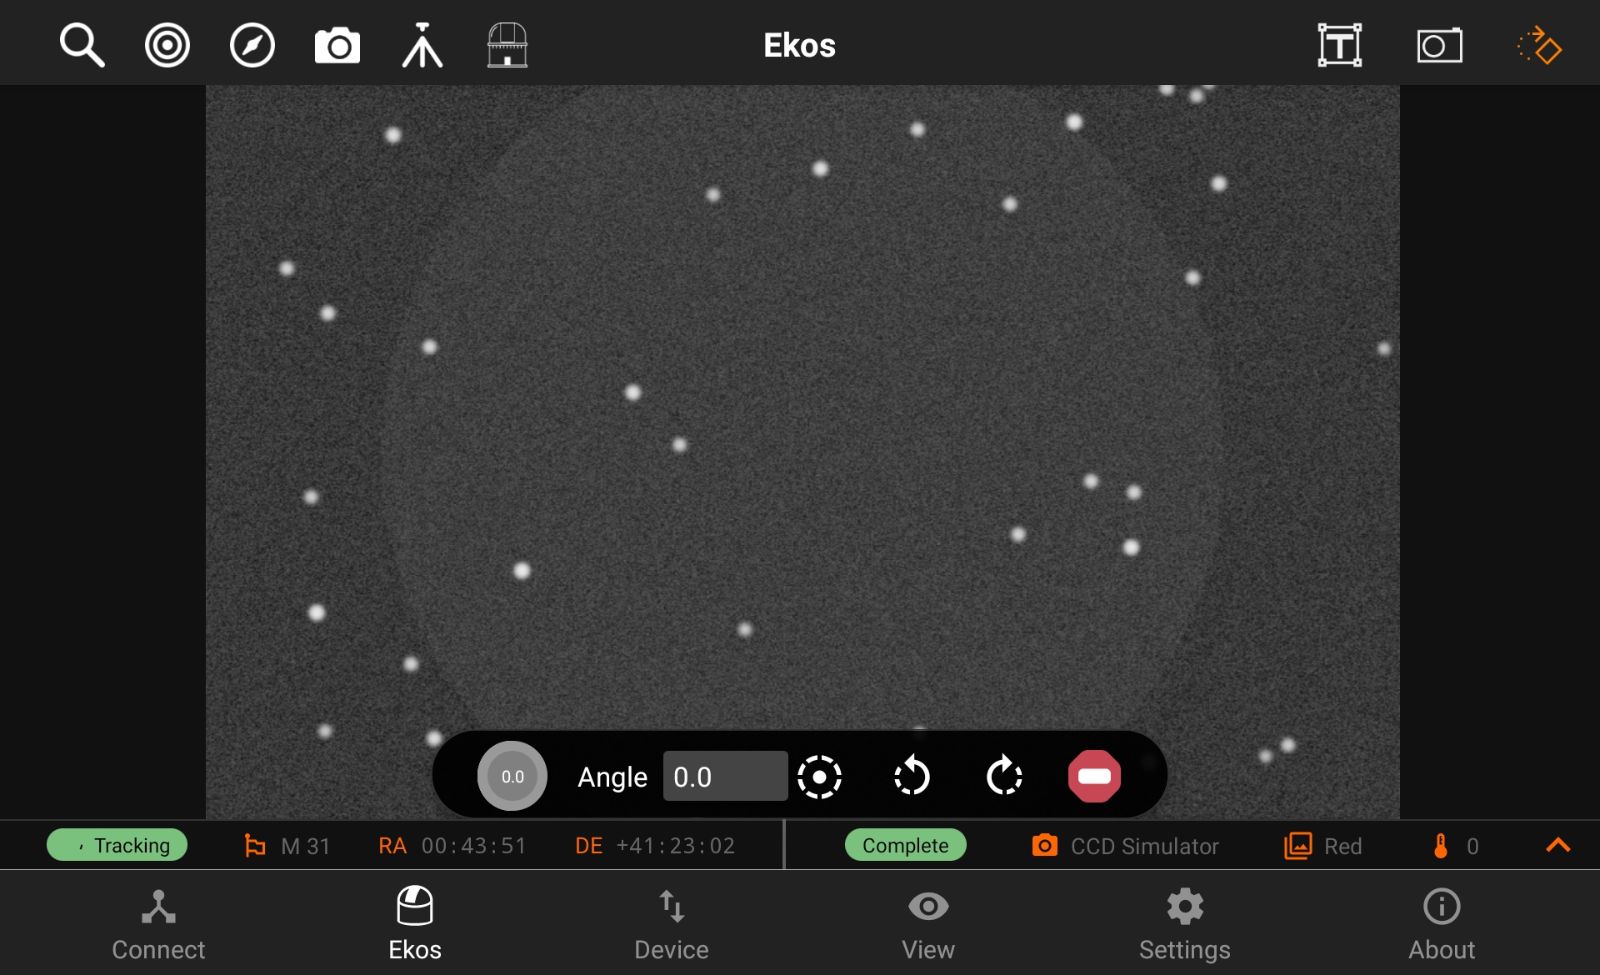 Ekos
T
0.0 Angle 0.0
Tracking M 31 RA 00:43:51 DE +41:23:02 Complete CCD Simulator Red 0
Connect Ekos Device View Settings About